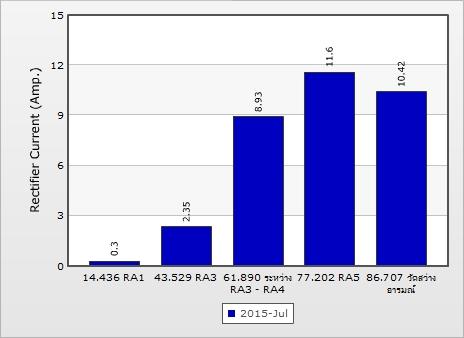 15
12
9
6
3
0
Rectifier Current (Amp.)
0.3
2.35
8.93
11.6
10.42
14.436 RA1
43.529 RA3
61.890 ระหว่าง
RA3 - RA4
77.202 RA5
86.707 วัดสว่าง
อารมณ์
2015-Jul